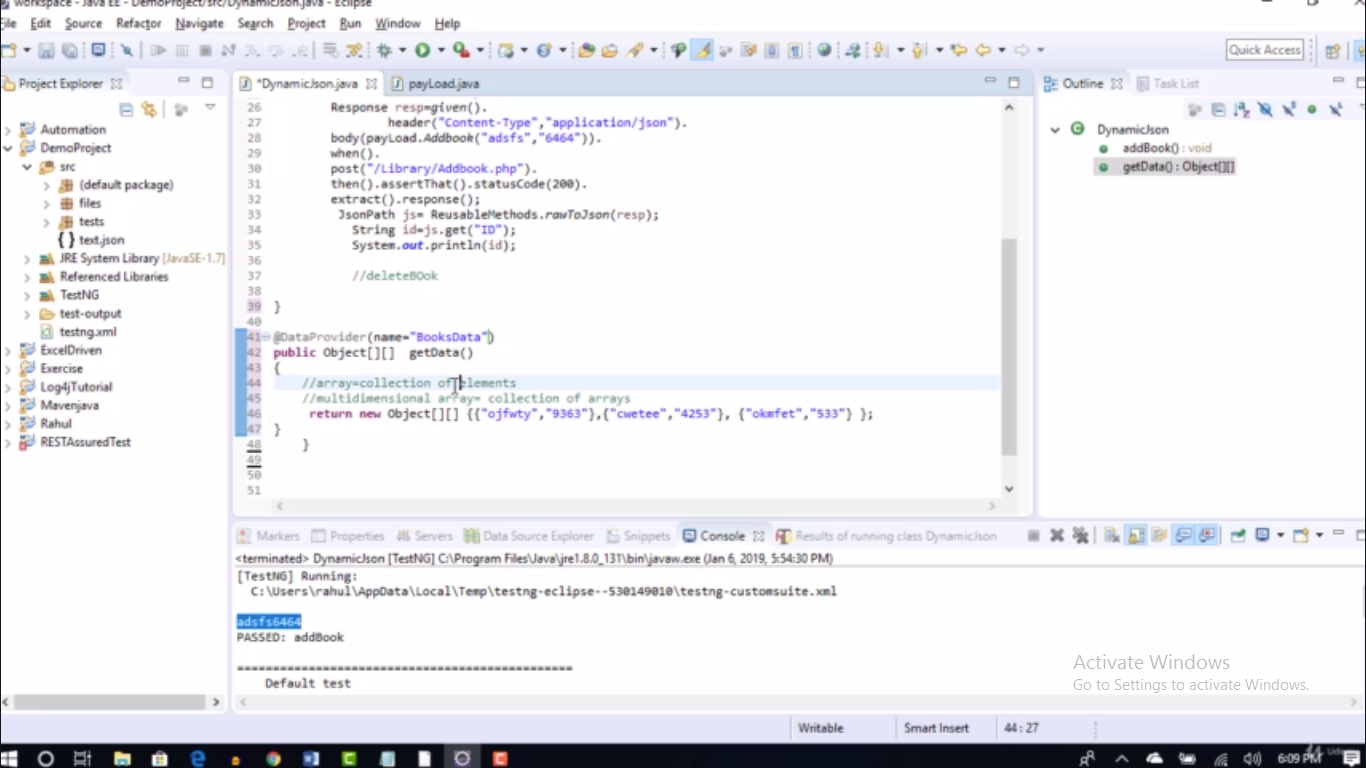 workspace - Java EE - DemoProject/src/DynamicJson.java - Eclipse
File Edit Source Refactor Navigate Search Project Run Window Help
Quick Access
Project Explorer
*DynamicJson.java payLoad.java
Outline Task List
Automation
DemoProject
src
(default package)
files
tests
text.json
JRE System Library [JavaSE-1.7]
Referenced Libraries
TestNG
test-output
testng.xml
ExcelDriven
Exercise
Log4jTutorial
Mavenjava
Rahul
RESTAssuredTest
26 Response resp=given().
27 header("Content-Type","application/json").
28 body(payLoad.Addbook("adsfs","6464")).
29 when().
30 post("/Library/Addbook.php").
31 then().assertThat().statusCode(200).
32 extract().response();
33 JsonPath js= ReusableMethods.rawToJson(resp);
34 String id=js.get("ID");
35 System.out.println(id);
36
37 //deleteBOok
38
39 }
40
41 @DataProvider(name="BooksData")
42 public Object[][] getData()
43 {
44 //array=collection of elements
45 //multidimensional array= collection of arrays
46 return new Object[][] {{"ojfwty","9363"},{"cwetee","4253"}, {"okmfet","533"} };
47 }
48 }
49
50
51
DynamicJson
addBook() : void
getData() : Object[][]
Markers Properties Servers Data Source Explorer Snippets Console Results of running class DynamicJson
<terminated> DynamicJson [TestNG] C:\Program Files\Java\jre1.8.0_131\bin\javaw.exe (Jan 6, 2019, 5:54:30 PM)
[TestNG] Running:
C:\Users\rahul\AppData\Local\Temp\testng-eclipse--530149010\testng-customsuite.xml
adsfs6464
PASSED: addBook
===============================================
Default test
Activate Windows
Go to Settings to activate Windows.
Writable Smart Insert 44 : 27
6:09 PM